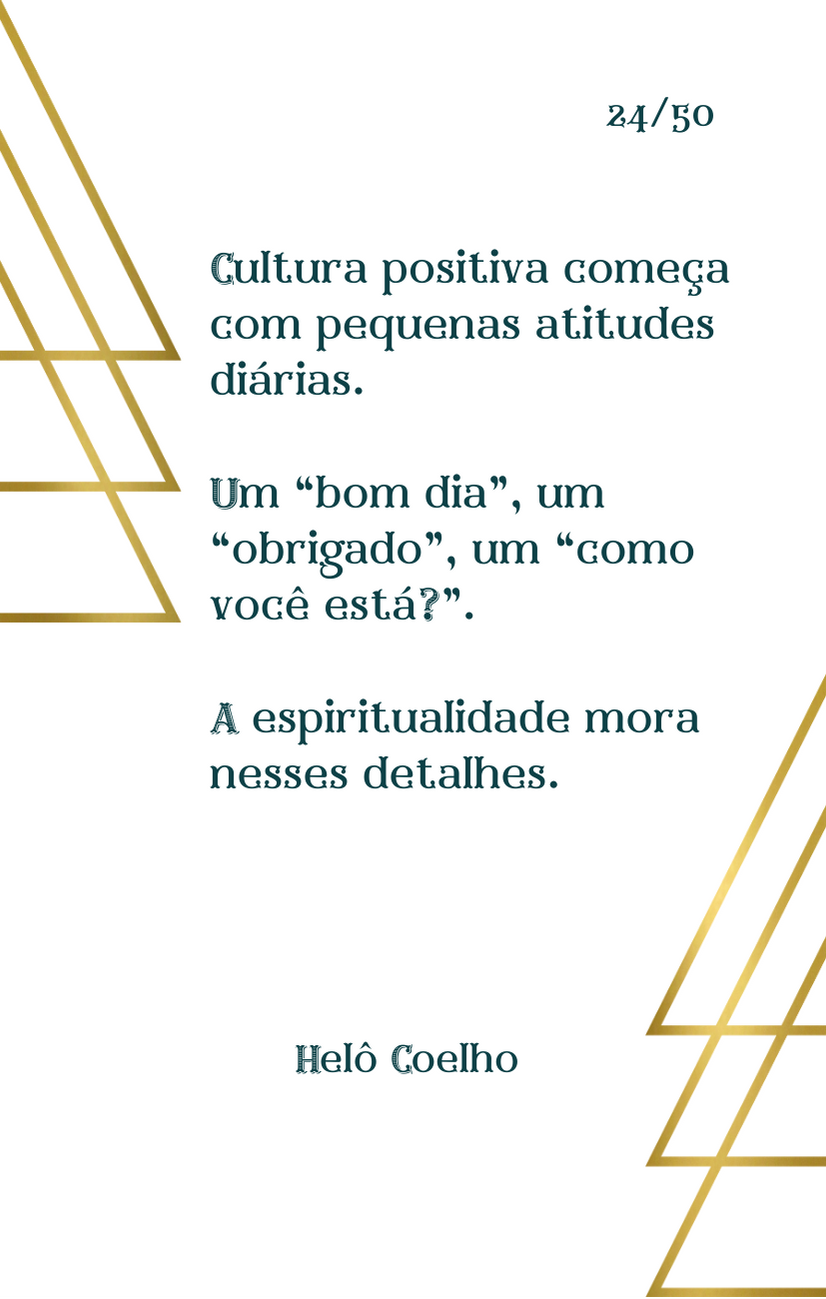 24/50
Cultura positiva começa
com pequenas atitudes
diárias.
Um “bom dia”, um
“obrigado”, um “como
você está?”.
A espiritualidade mora
nesses detalhes.
Helô Coelho